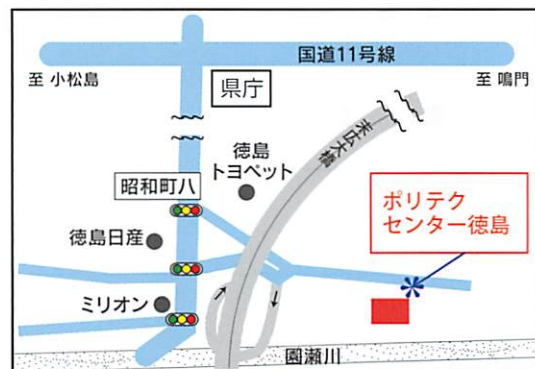 国道11号線
至 小松島
至 鳴門
県庁
末広大橋
徳島
トヨペット
昭和町八
ポリテク
センター徳島
徳島日産
ミリオン
園瀬川